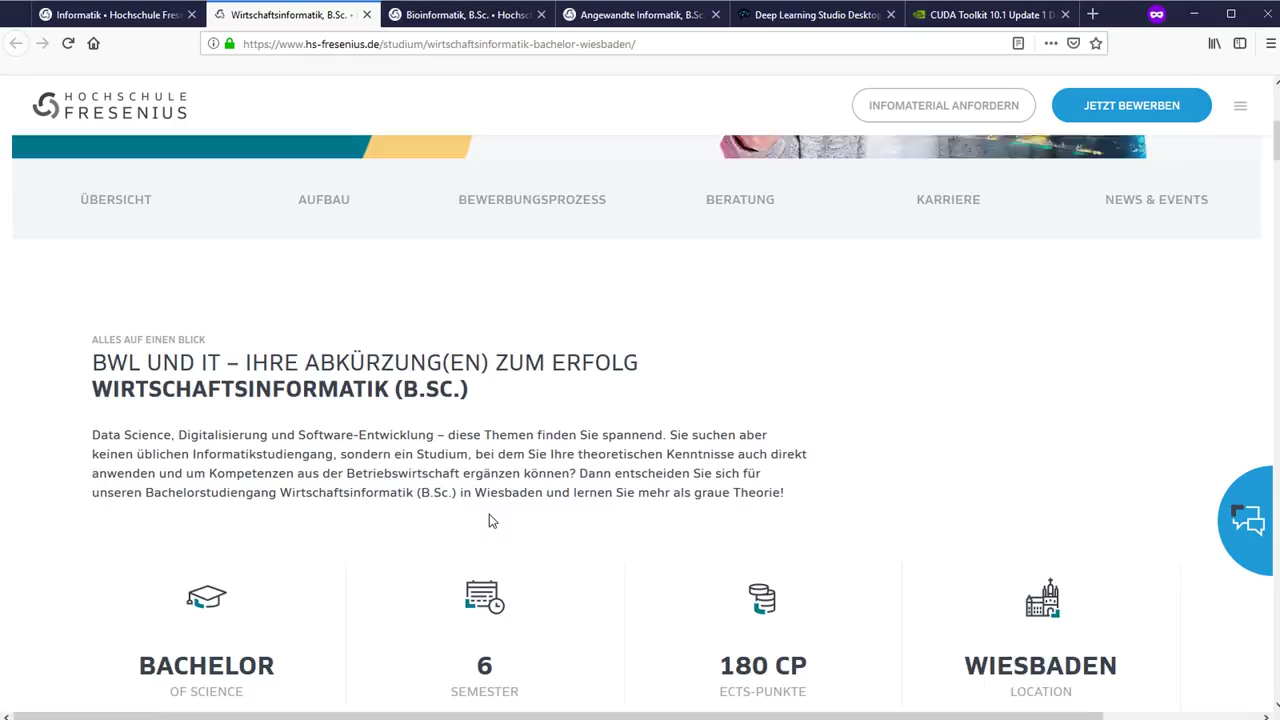 Informatik • Hochschule Fres
Wirtschaftsinformatik, B.Sc. •
Bioinformatik, B.Sc. • Hochsc
Angewandte Informatik, B.Sc.
Deep Learning Studio Desktop
CUDA Toolkit 10.1 Update 1 D
https://www.hs-fresenius.de/studium/wirtschaftsinformatik-bachelor-wiesbaden/
HOCHSCHULE
FRESENIUS
INFOMATERIAL ANFORDERN
JETZT BEWERBEN
ÜBERSICHT
AUFBAU
BEWERBUNGSPROZESS
BERATUNG
KARRIERE
NEWS & EVENTS
ALLES AUF EINEN BLICK
BWL UND IT – IHRE ABKÜRZUNG(EN) ZUM ERFOLG
WIRTSCHAFTSINFORMATIK (B.SC.)
Data Science, Digitalisierung und Software-Entwicklung – diese Themen finden Sie spannend. Sie suchen aber
keinen üblichen Informatikstudiengang, sondern ein Studium, bei dem Sie Ihre theoretischen Kenntnisse auch direkt
anwenden und um Kompetenzen aus der Betriebswirtschaft ergänzen können? Dann entscheiden Sie sich für
unseren Bachelorstudiengang Wirtschaftsinformatik (B.Sc.) in Wiesbaden und lernen Sie mehr als graue Theorie!
BACHELOR
OF SCIENCE
6
SEMESTER
180 CP
ECTS-PUNKTE
WIESBADEN
LOCATION